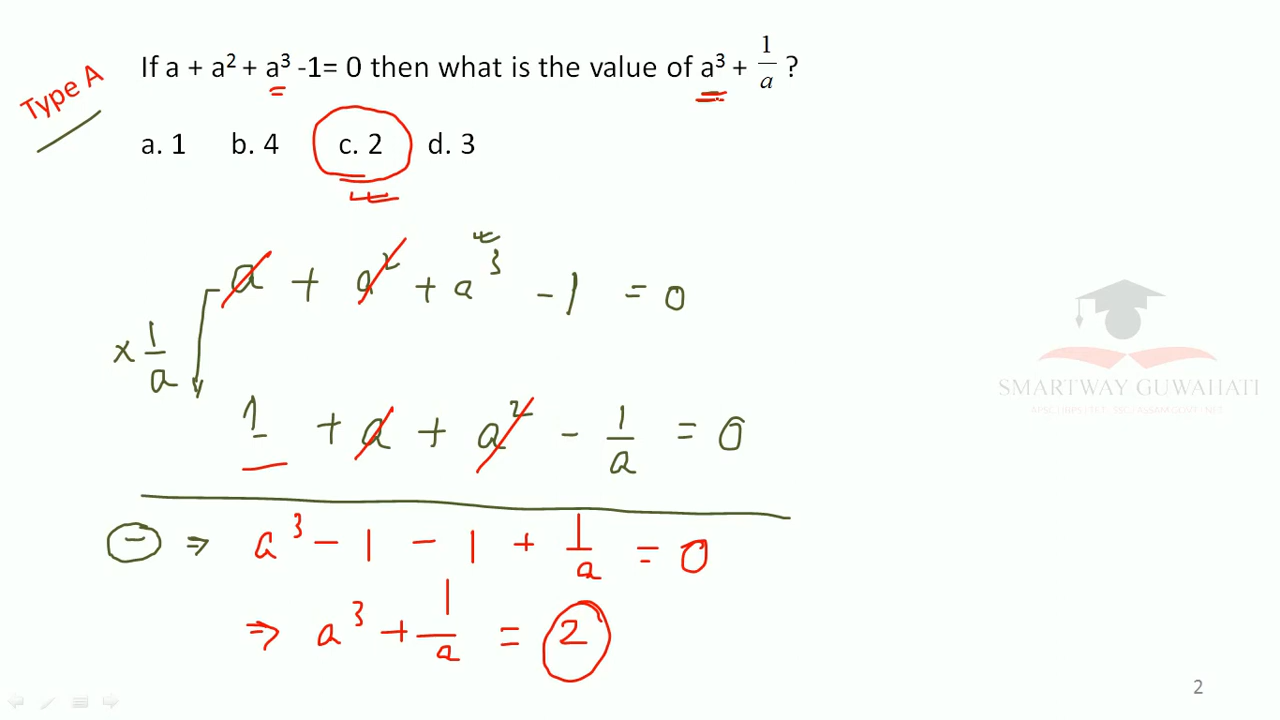 Type A
If a + a² + a³ -1= 0 then what is the value of a³ + 1/a ?
a. 1 b. 4 c. 2 d. 3
a + a² + a³ - 1 = 0
× 1/a
1 + a + a² - 1/a = 0
- ⇒ a³ - 1 - 1 + 1/a = 0
⇒ a³ + 1/a = 2
SMARTWAY GUWAHATI
2